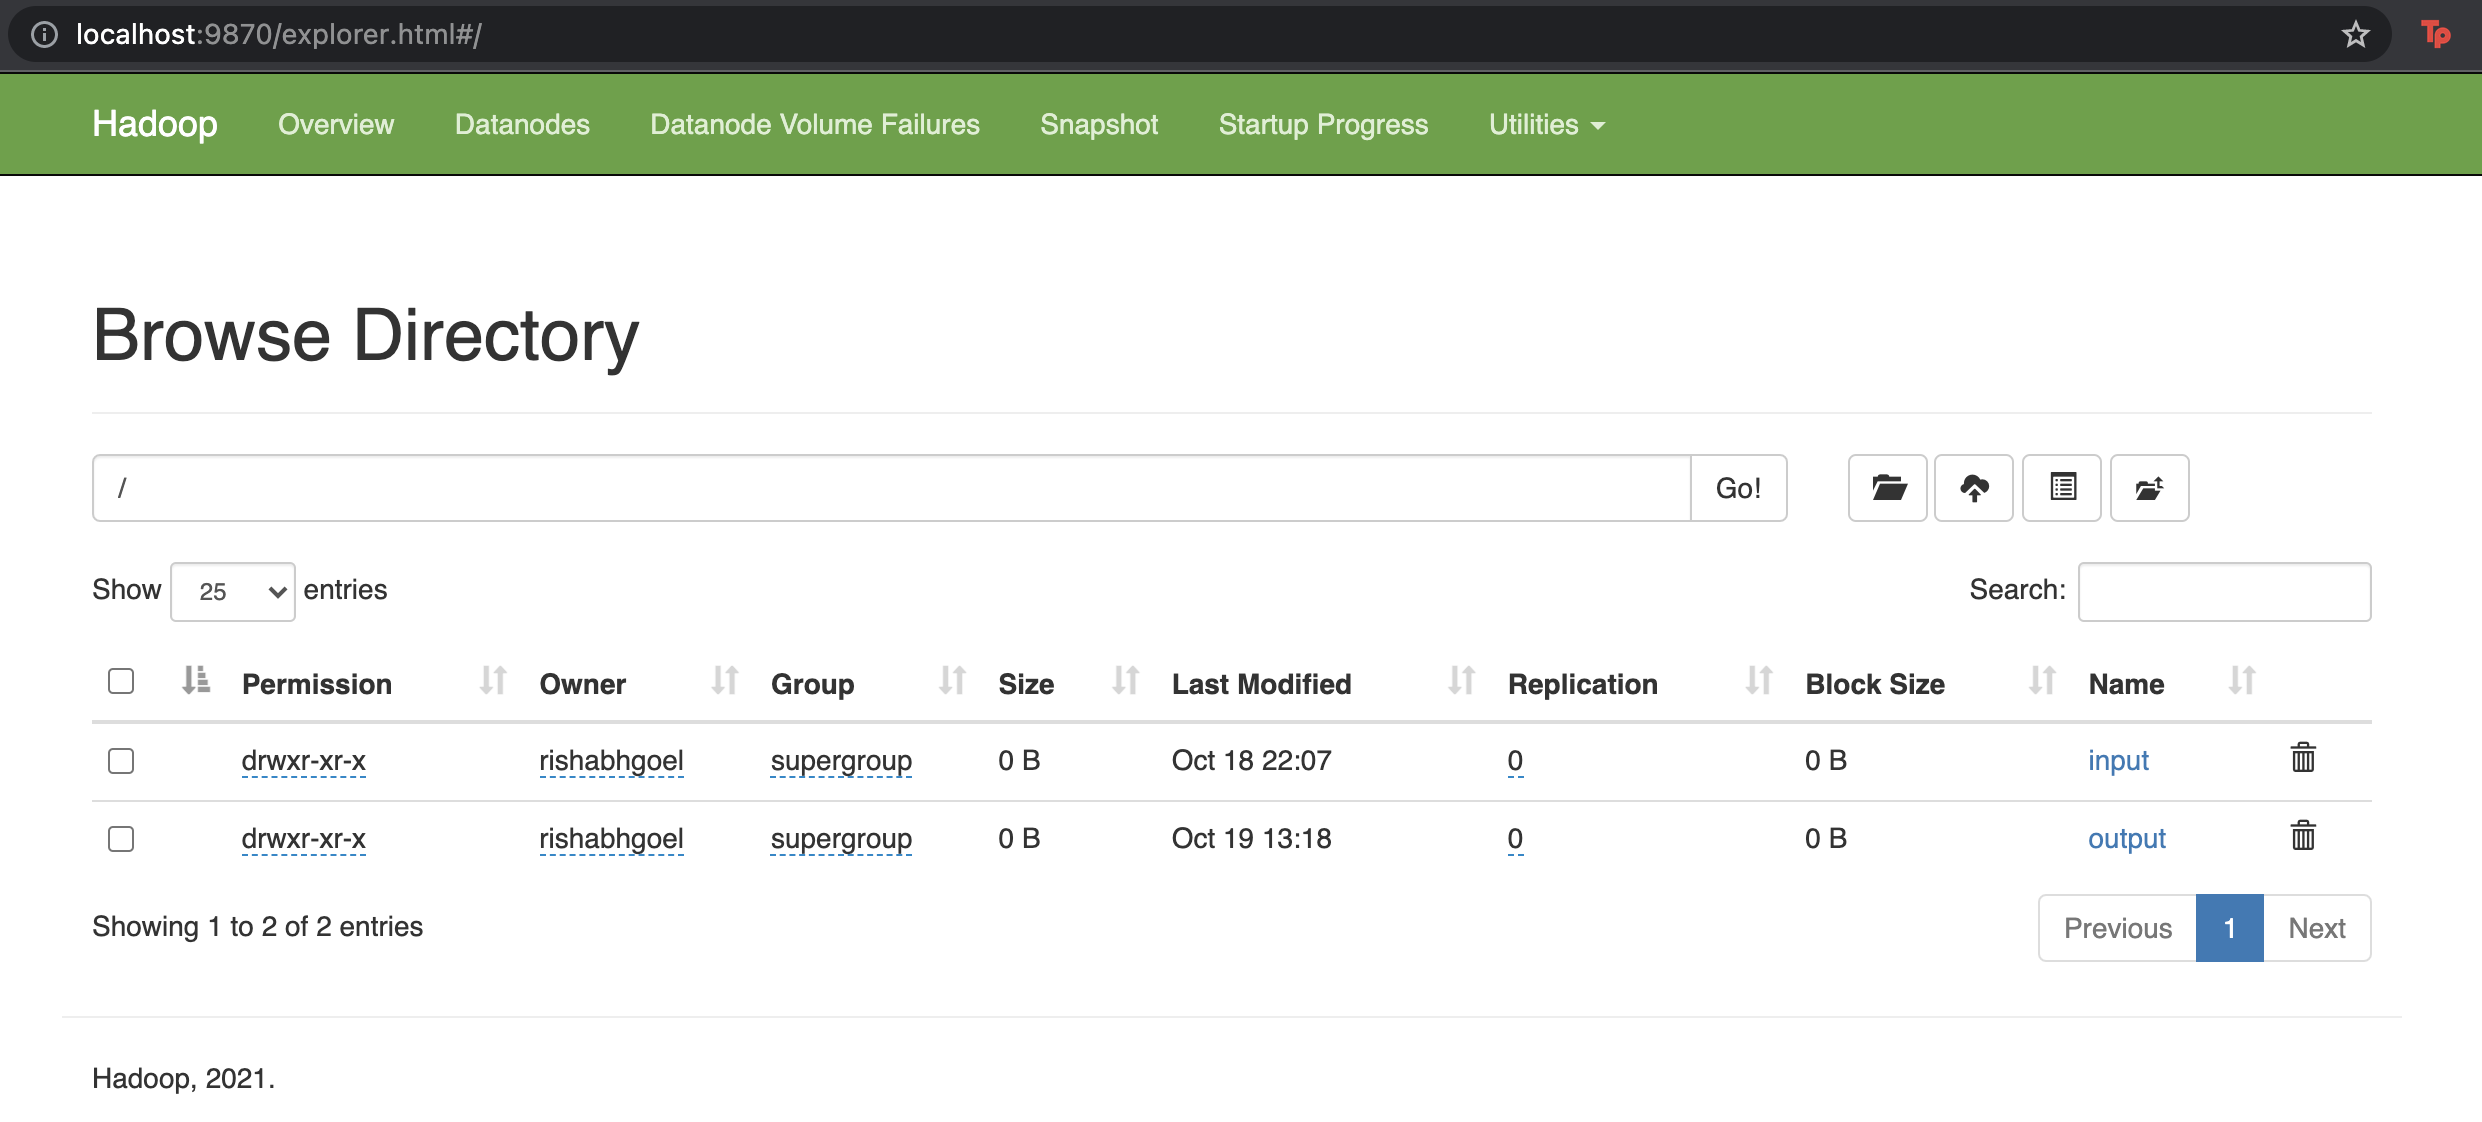 localhost:9870/explorer.html#/
Tp
Hadoop Overview Datanodes Datanode Volume Failures Snapshot Startup Progress Utilities
Browse Directory
/ Go!
Show 25 entries Search:
Permission Owner Group Size Last Modified Replication Block Size Name
drwxr-xr-x rishabhgoel supergroup 0 B Oct 18 22:07 0 0 B input
drwxr-xr-x rishabhgoel supergroup 0 B Oct 19 13:18 0 0 B output
Showing 1 to 2 of 2 entries Previous 1 Next
Hadoop, 2021.